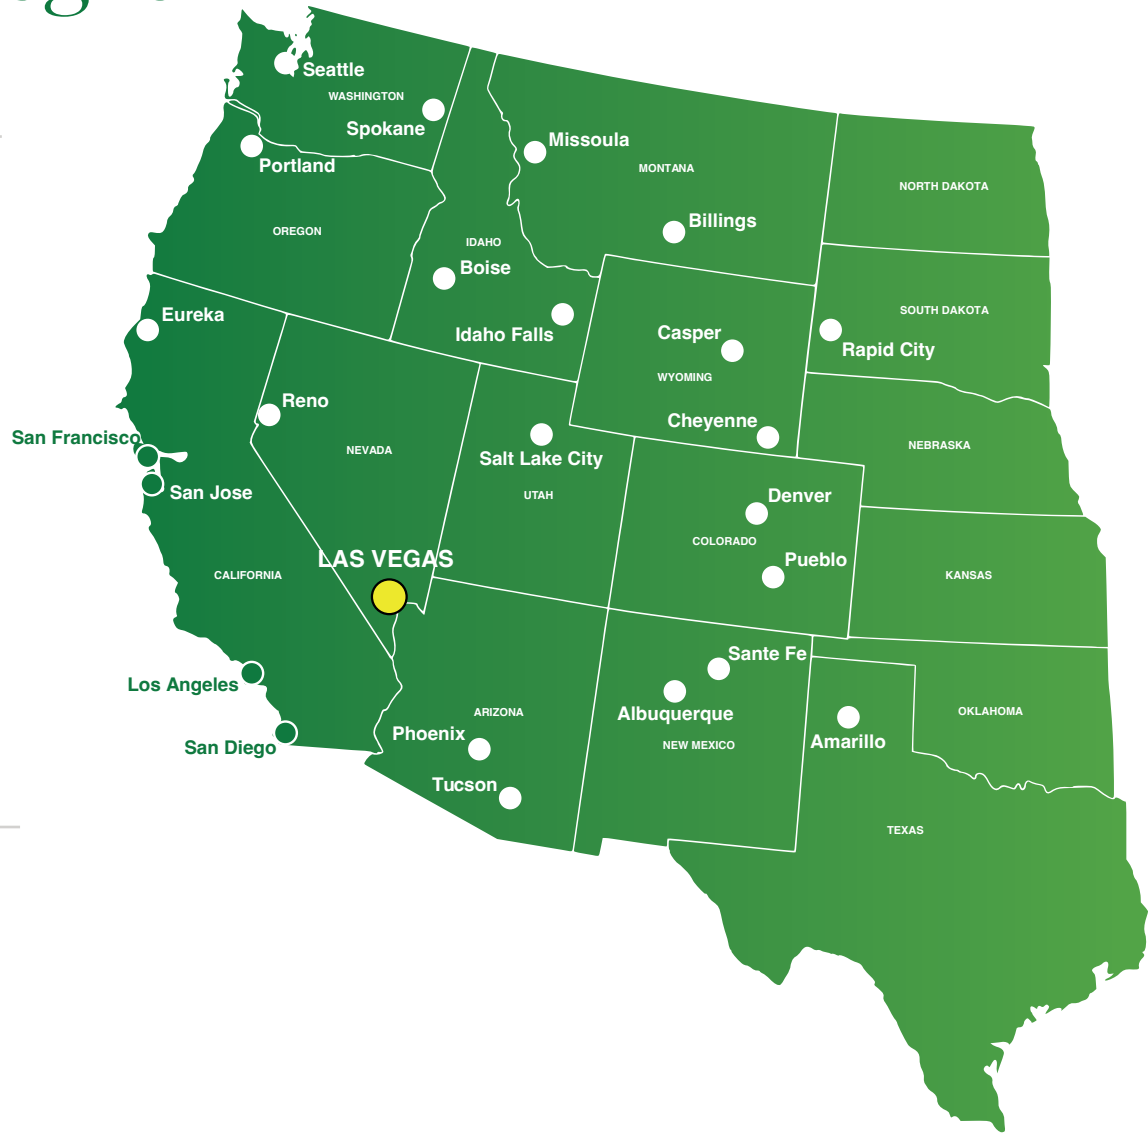 Seattle
WASHINGTON
Spokane
Missoula
Portland
MONTANA
NORTH DAKOTA
Billings
OREGON
IDAHO
Boise
SOUTH DAKOTA
Eureka
Casper
Idaho Falls
Rapid City
WYOMING
Reno
Cheyenne
San Francisco
NEBRASKA
NEVADA
Salt Lake City
San Jose
UTAH
Denver
COLORADO
LAS VEGAS
Pueblo
CALIFORNIA
KANSAS
Sante Fe
Los Angeles
ARIZONA
Albuquerque
OKLAHOMA
Phoenix
NEW MEXICO
Amarillo
San Diego
Tucson
TEXAS